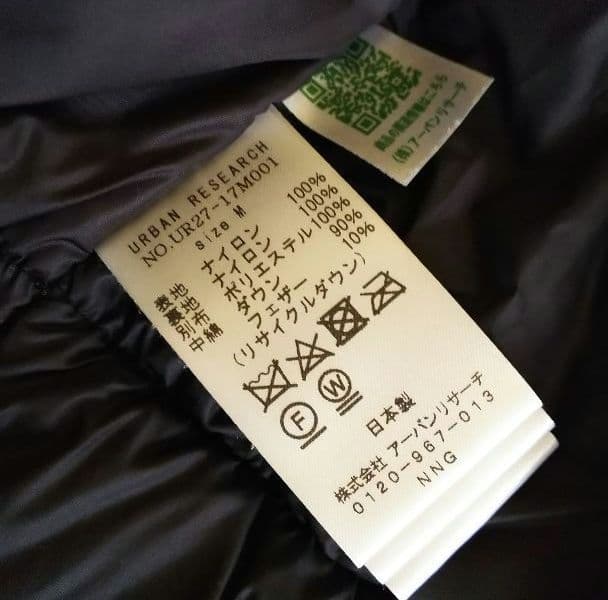 URBAN RESEARCH
NO.UR27-17M001
SIZE M
表地 ナイロン 100%
裏地 ナイロン 100%
別布 ポリエステル 100%
中綿 ダウン 90%
フェザー 10%
(リサイクルダウン)
F W
日本製
株式会社 アーバンリサーチ
0120-967-013
NNG
(株)アーバンリサーチ